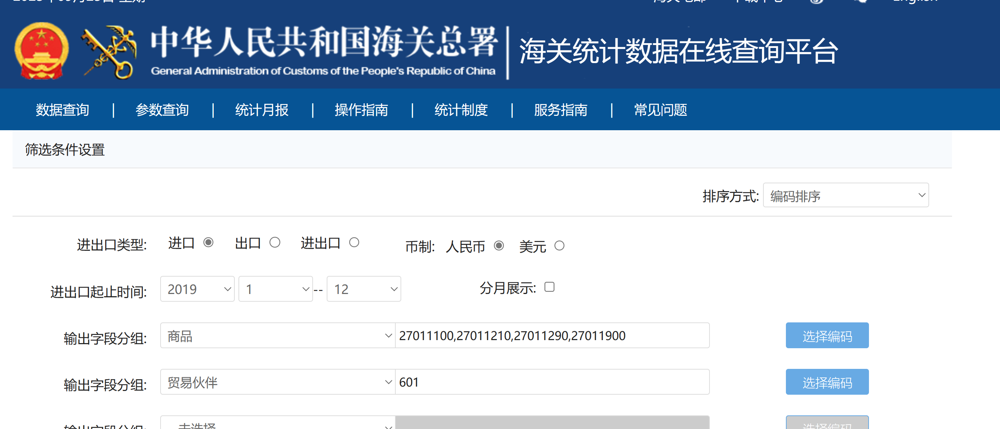 English
中华人民共和国海关总署
General Administration of Customs of the People's Republic of China
海关统计数据在线查询平台
数据查询 | 参数查询 | 统计月报 | 操作指南 | 统计制度 | 服务指南 | 常见问题
筛选条件设置
排序方式: 编码排序
进出口类型: 进口 出口 进出口 币制: 人民币 美元
进出口起止时间: 2019 1 -- 12 分月展示:
输出字段分组: 商品 27011100,27011210,27011290,27011900 选择编码
输出字段分组: 贸易伙伴 601 选择编码
输出字段分组: 未选择 选择编码